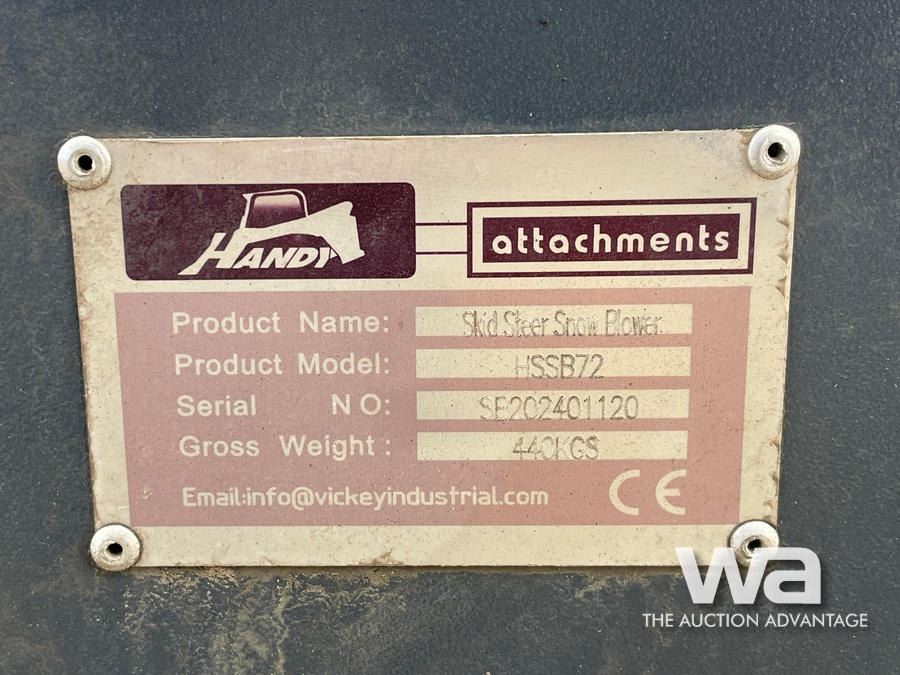 HANDY
attachments
Product Name: Skid Steer Snow Blower
Product Model: HSSB72
Serial NO: SB202401120
Gross Weight: 440KGS
Email:info@vickeyindustrial.com
CE
wa
THE AUCTION ADVANTAGE